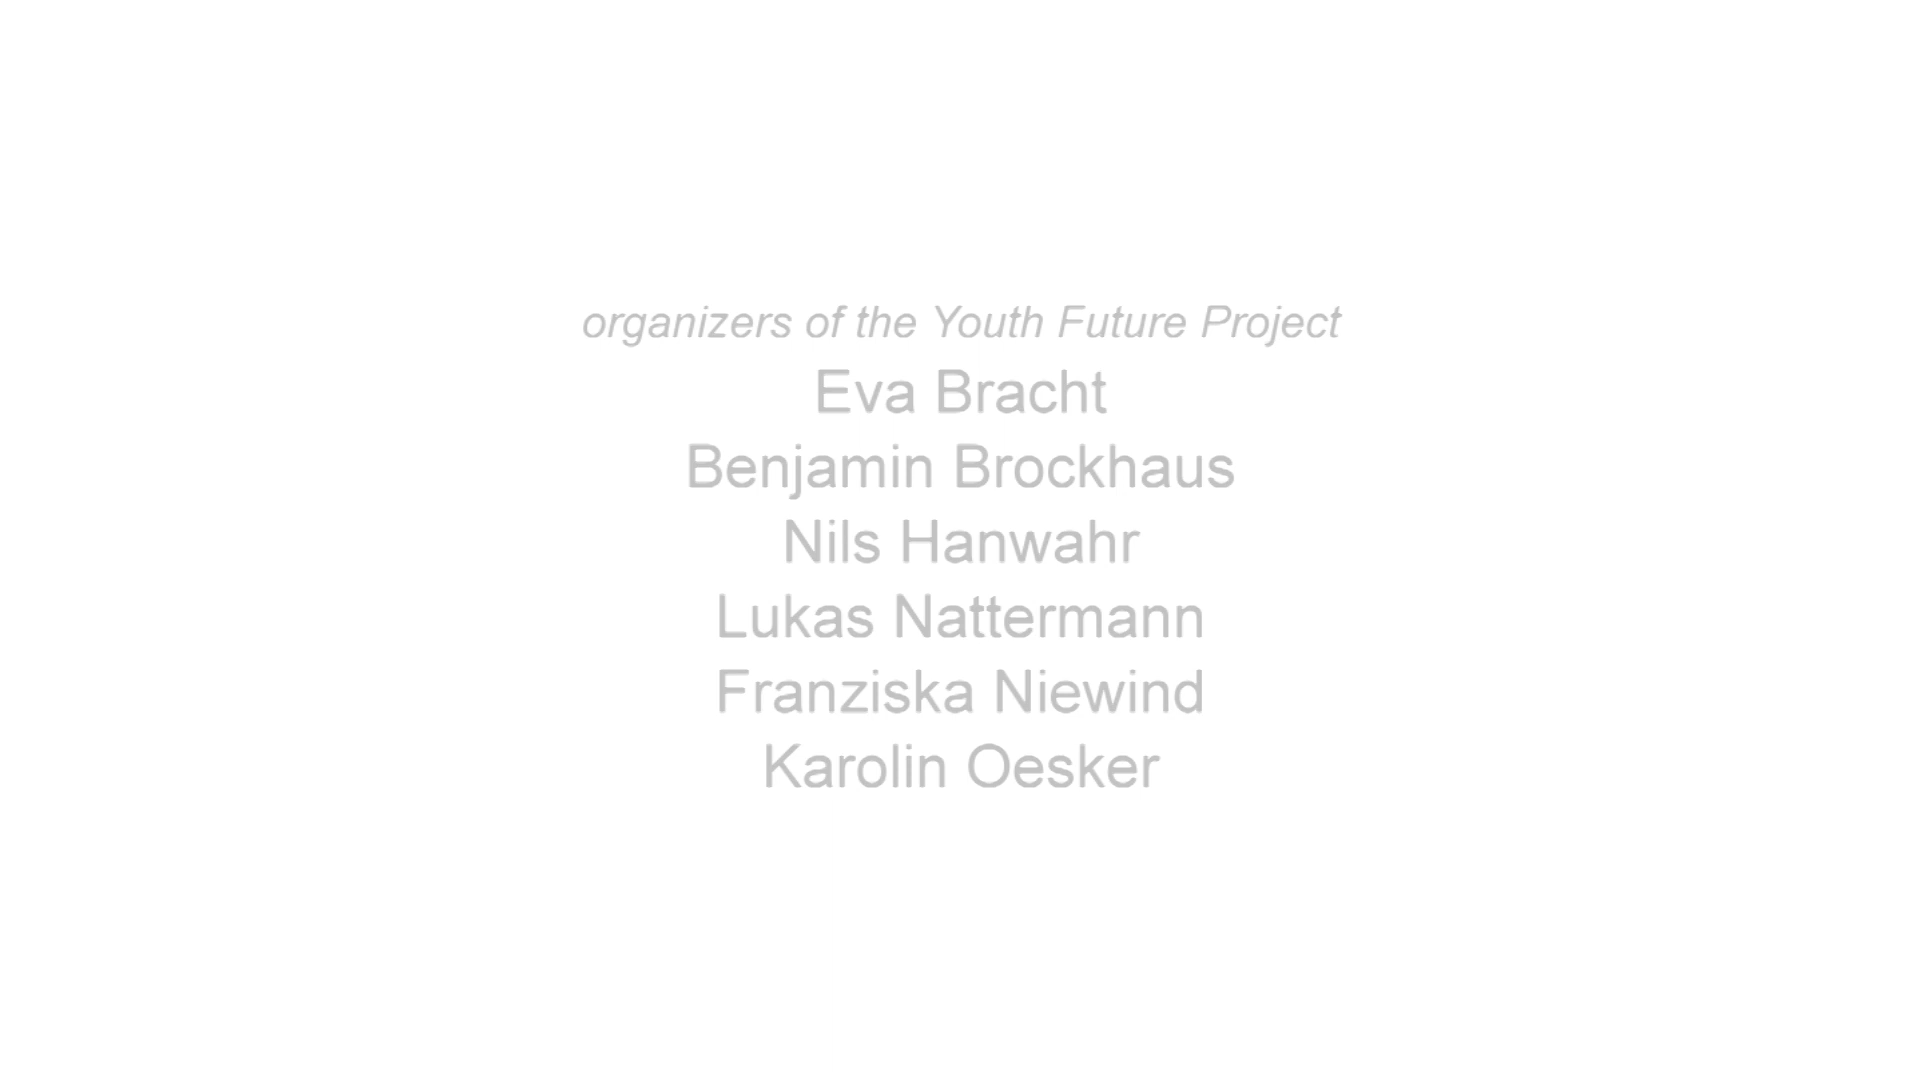 organizers of the Youth Future Project
Eva Bracht
Benjamin Brockhaus
Nils Hanwahr
Lukas Nattermann
Franziska Niewind
Karolin Oesker